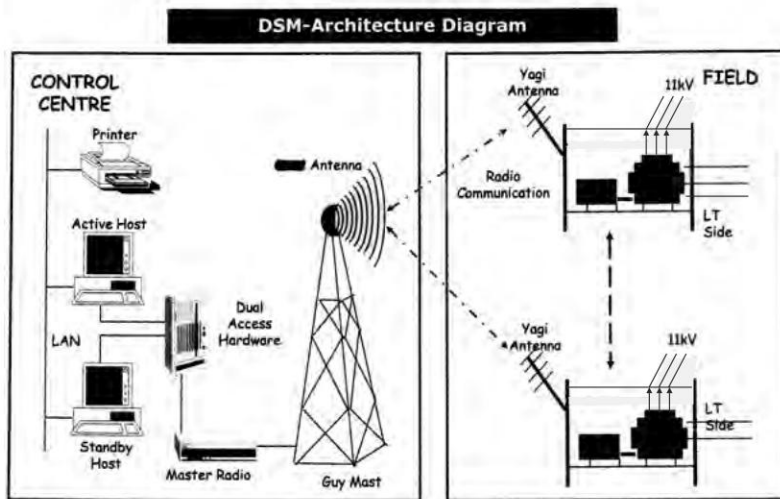 DSM-Architecture Diagram
CONTROL
CENTRE
Printer
Active Host
LAN
Standby
Host
Dual
Access
Hardware
Master Radio
Antenna
Guy Mast
FIELD
Yagi
Antenna
11kV
Radio
Communication
LT
Side
Yagi
Antenna
11kV
LT
Side